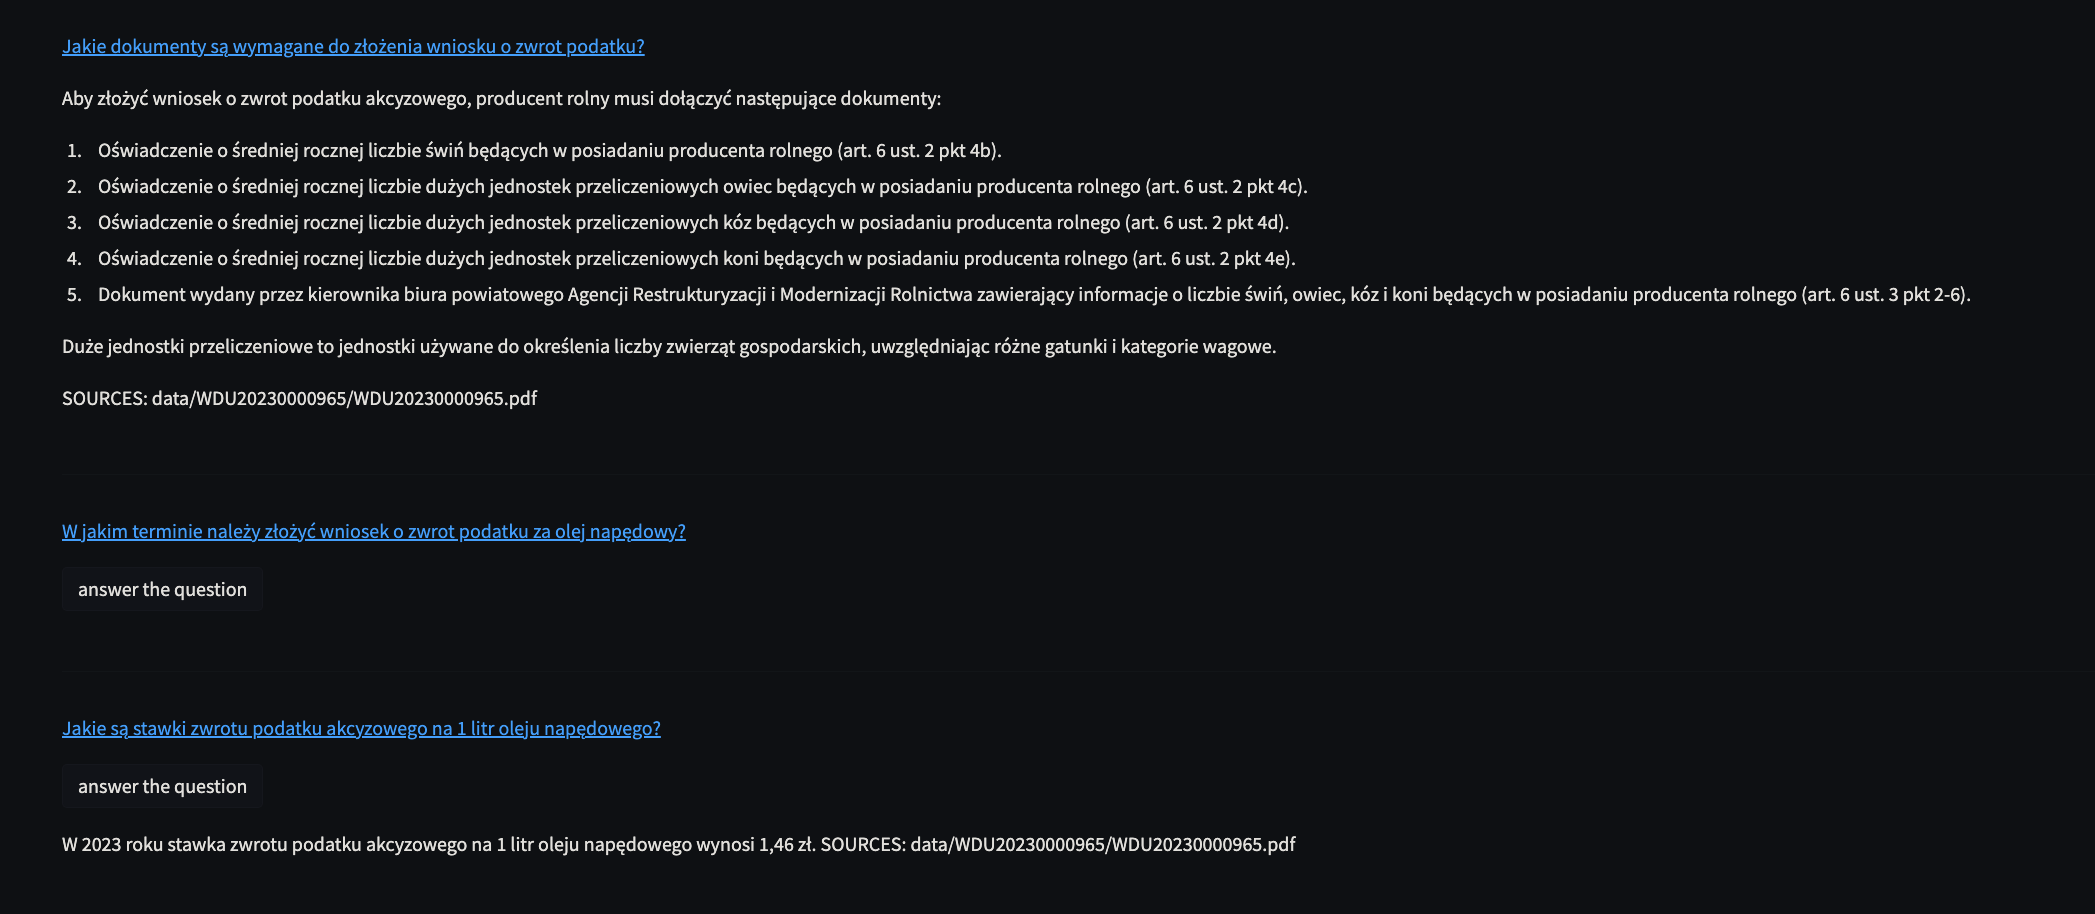 Jakie dokumenty są wymagane do złożenia wniosku o zwrot podatku?
Aby złożyć wniosek o zwrot podatku akcyzowego, producent rolny musi dołączyć następujące dokumenty:
1. Oświadczenie o średniej rocznej liczbie świń będących w posiadaniu producenta rolnego (art. 6 ust. 2 pkt 4b).
2. Oświadczenie o średniej rocznej liczbie dużych jednostek przeliczeniowych owiec będących w posiadaniu producenta rolnego (art. 6 ust. 2 pkt 4c).
3. Oświadczenie o średniej rocznej liczbie dużych jednostek przeliczeniowych kóz będących w posiadaniu producenta rolnego (art. 6 ust. 2 pkt 4d).
4. Oświadczenie o średniej rocznej liczbie dużych jednostek przeliczeniowych koni będących w posiadaniu producenta rolnego (art. 6 ust. 2 pkt 4e).
5. Dokument wydany przez kierownika biura powiatowego Agencji Restrukturyzacji i Modernizacji Rolnictwa zawierający informacje o liczbie świń, owiec, kóz i koni będących w posiadaniu producenta rolnego (art. 6 ust. 3 pkt 2-6).
Duże jednostki przeliczeniowe to jednostki używane do określenia liczby zwierząt gospodarskich, uwzględniając różne gatunki i kategorie wagowe.
SOURCES: data/WDU20230000965/WDU20230000965.pdf
W jakim terminie należy złożyć wniosek o zwrot podatku za olej napędowy?
answer the question
Jakie są stawki zwrotu podatku akcyzowego na 1 litr oleju napędowego?
answer the question
W 2023 roku stawka zwrotu podatku akcyzowego na 1 litr oleju napędowego wynosi 1,46 zł. SOURCES: data/WDU20230000965/WDU20230000965.pdf